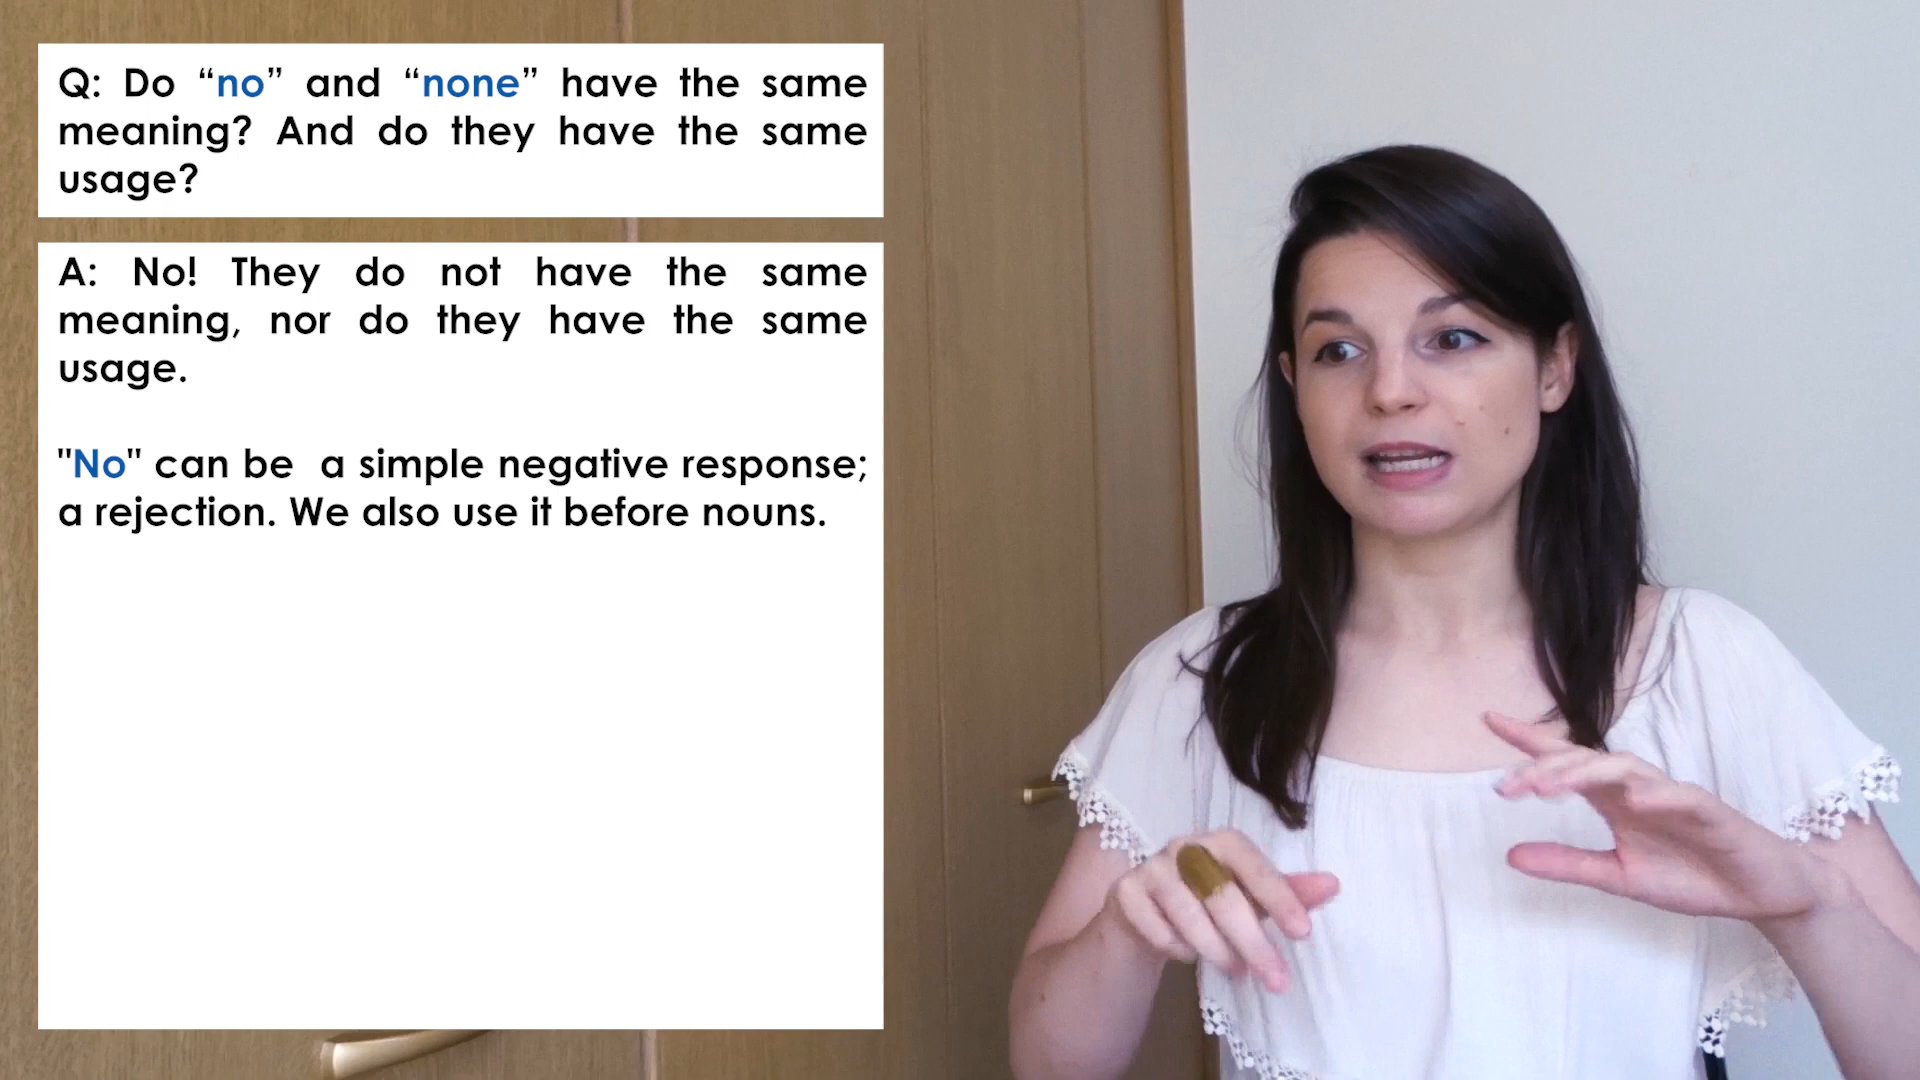 Q: Do “no” and “none” have the same
meaning? And do they have the same
usage?
A: No! They do not have the same
meaning, nor do they have the same
usage.
"No" can be a simple negative response;
a rejection. We also use it before nouns.